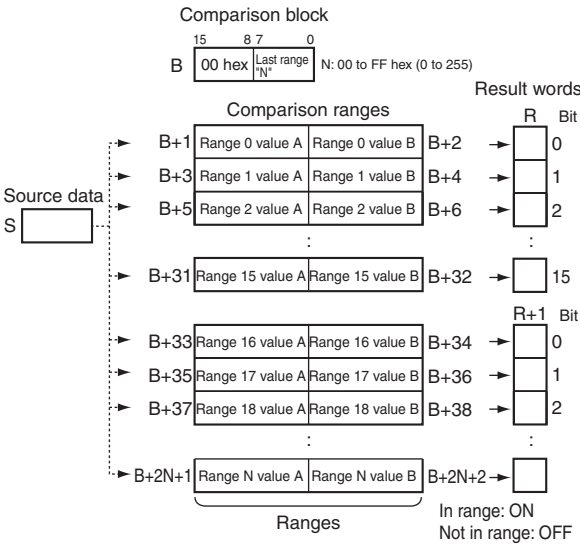 Comparison block
15 8 7 0
B 00 hex Last range "N" N: 00 to FF hex (0 to 255)
Result words
Comparison ranges R Bit
B+1 Range 0 value A Range 0 value B B+2 0
B+3 Range 1 value A Range 1 value B B+4 1
Source data
S
B+5 Range 2 value A Range 2 value B B+6 2
: :
B+31 Range 15 value A Range 15 value B B+32 15
R+1 Bit
B+33 Range 16 value A Range 16 value B B+34 0
B+35 Range 17 value A Range 17 value B B+36 1
B+37 Range 18 value A Range 18 value B B+38 2
: :
B+2N+1 Range N value A Range N value B B+2N+2
Ranges
In range: ON
Not in range: OFF